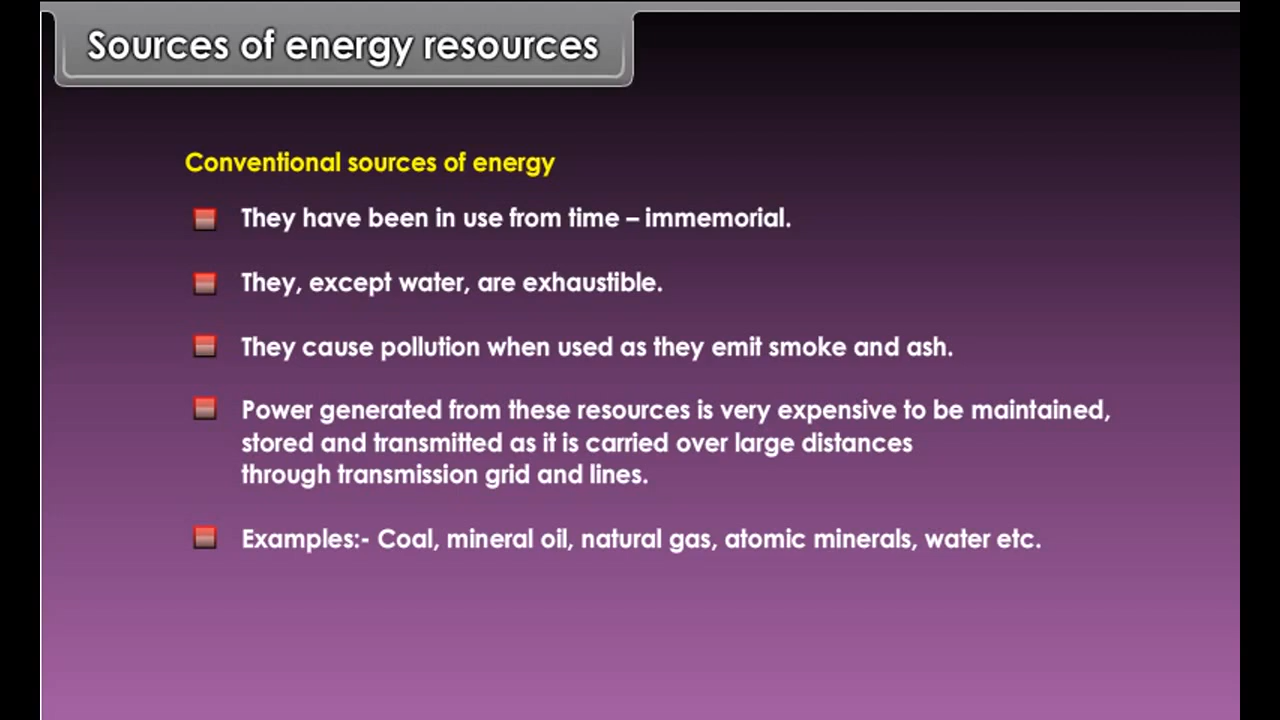 Sources of energy resources
Conventional sources of energy
They have been in use from time – immemorial.
They, except water, are exhaustible.
They cause pollution when used as they emit smoke and ash.
Power generated from these resources is very expensive to be maintained,
stored and transmitted as it is carried over large distances
through transmission grid and lines.
Examples:- Coal, mineral oil, natural gas, atomic minerals, water etc.